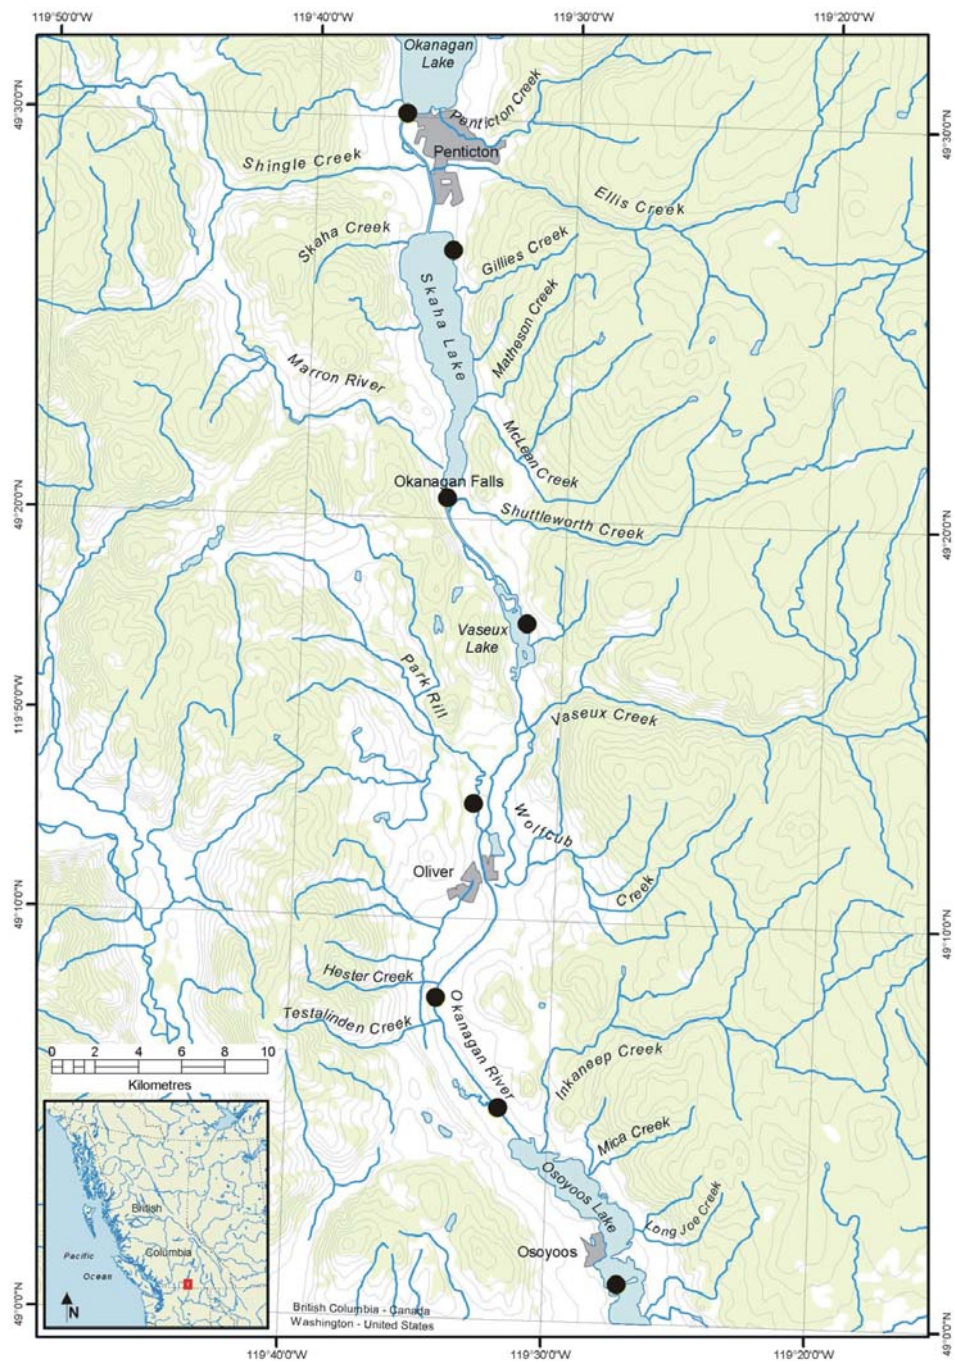 119°50'0"W
119°40'0"W
119°30'0"W
119°20'0"W
Okanagan
Lake
49°30'0"N
49°30'0"N
Penticton Creek
Penticton
Shingle Creek
Ellis Creek
Skaha Creek
Gillies Creek
Skaha Lake
Matheson Creek
Marron River
McLean Creek
Okanagan Falls
49°20'0"N
Shuttleworth Creek
49°20'0"N
Vaseux
Lake
Park Rill
119°50'0"W
Vaseux Creek
Wolfcub
Creek
Oliver
49°10'0"N
49°10'0"N
Hester Creek
Testalinden Creek
Okanagan River
0 2 4 6 8 10
Kilometres
Inkaneep Creek
Mica Creek
Osoyoos Lake
Long Joe Creek
Osoyoos
British
Columbia
Pacific
Ocean
N
49°0'0"N
British Columbia - Canada
Washington - United States
49°0'0"N
119°40'0"W
119°30'0"W
119°20'0"W